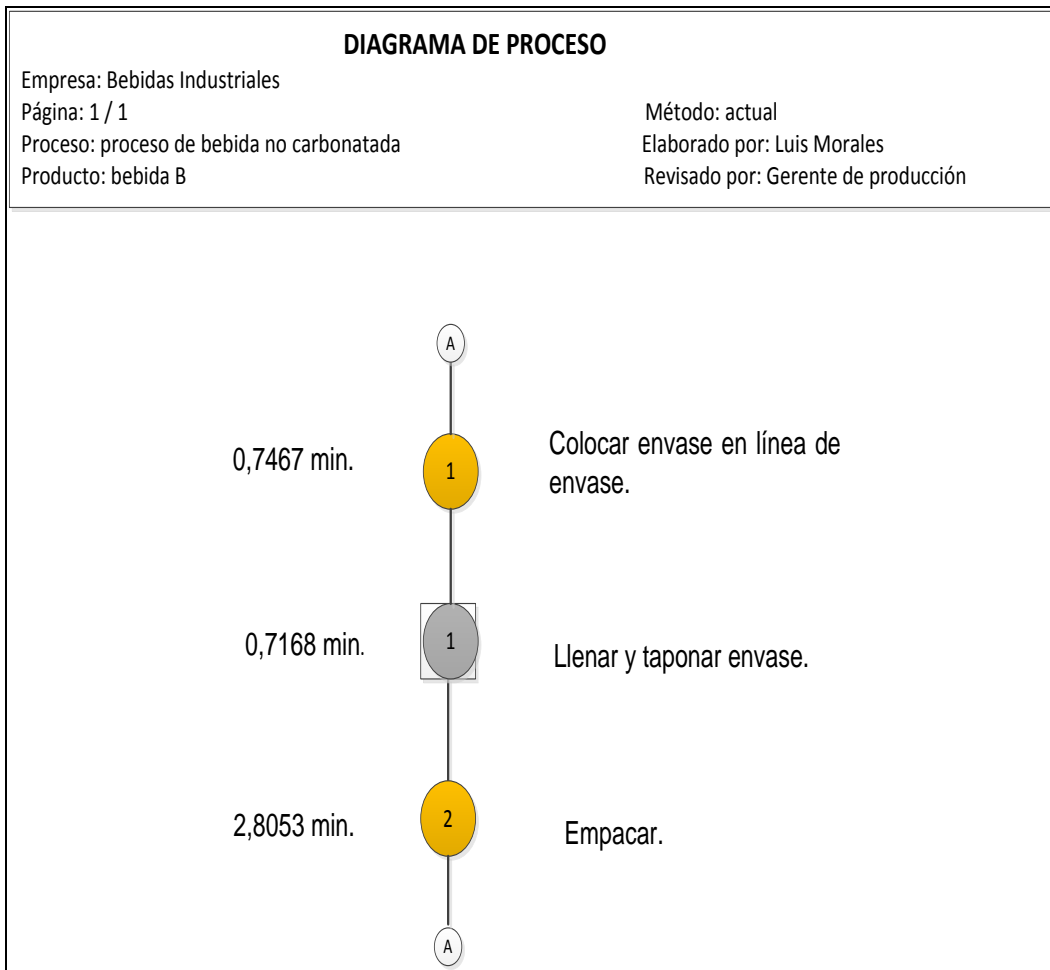 DIAGRAMA DE PROCESO
Empresa: Bebidas Industriales
Página: 1 / 1
Método: actual
Proceso: proceso de bebida no carbonatada
Elaborado por: Luis Morales
Producto: bebida B
Revisado por: Gerente de producción
A
0,7467 min.
1
Colocar envase en línea de
envase.
0,7168 min.
1
Llenar y taponar envase.
2,8053 min.
2
Empacar.
A